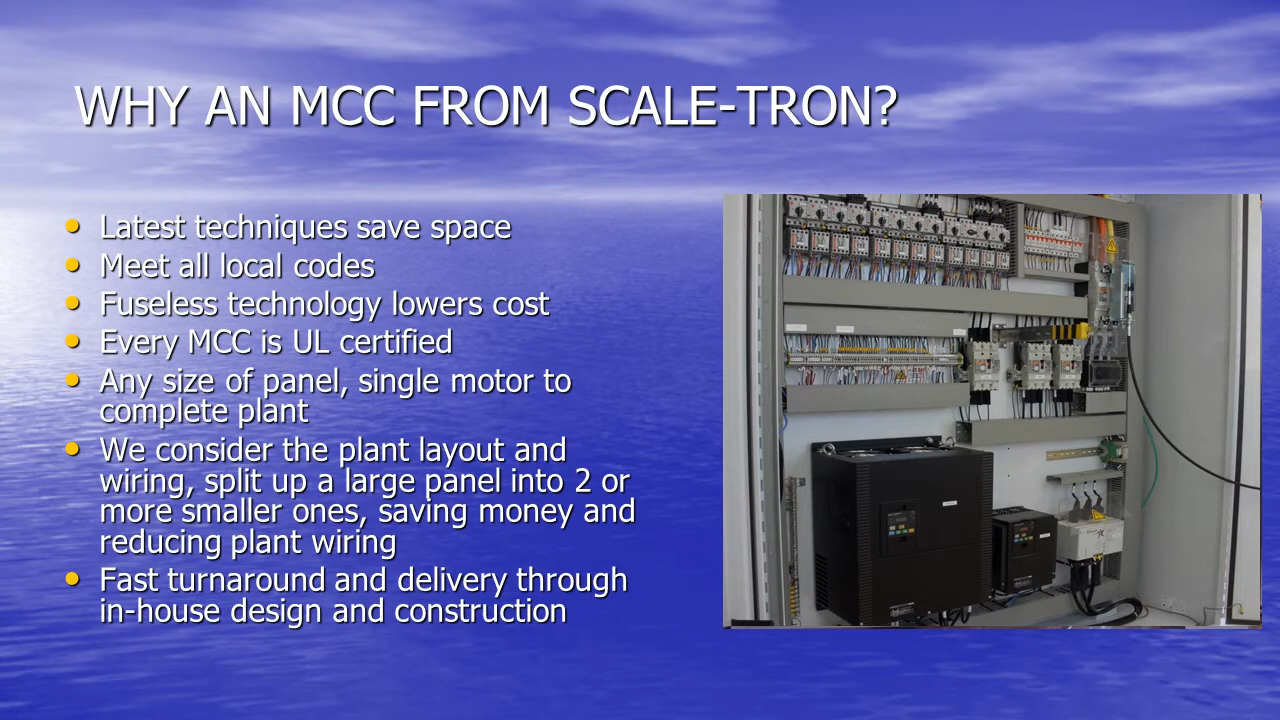 WHY AN MCC FROM SCALE-TRON?
• Latest techniques save space
• Meet all local codes
• Fuseless technology lowers cost
• Every MCC is UL certified
• Any size of panel, single motor to
complete plant
• We consider the plant layout and
wiring, split up a large panel into 2 or
more smaller ones, saving money and
reducing plant wiring
• Fast turnaround and delivery through
in-house design and construction